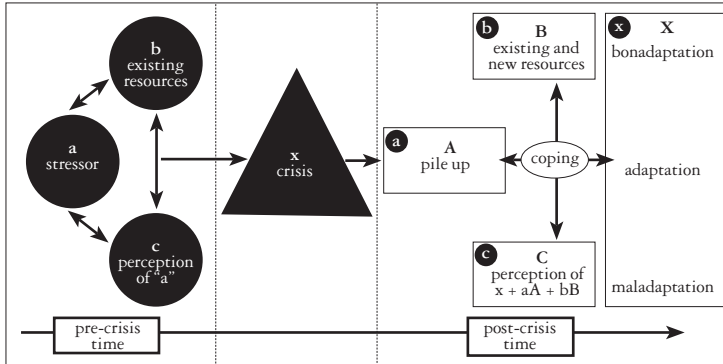 b
existing
resources
a
stressor
c
perception
of “a”
x
crisis
a
A
pile up
b
B
existing and
new resources
coping
c
C
perception of
x + aA + bB
x
X
bonadaptation
adaptation
maladaptation
pre-crisis
time
post-crisis
time